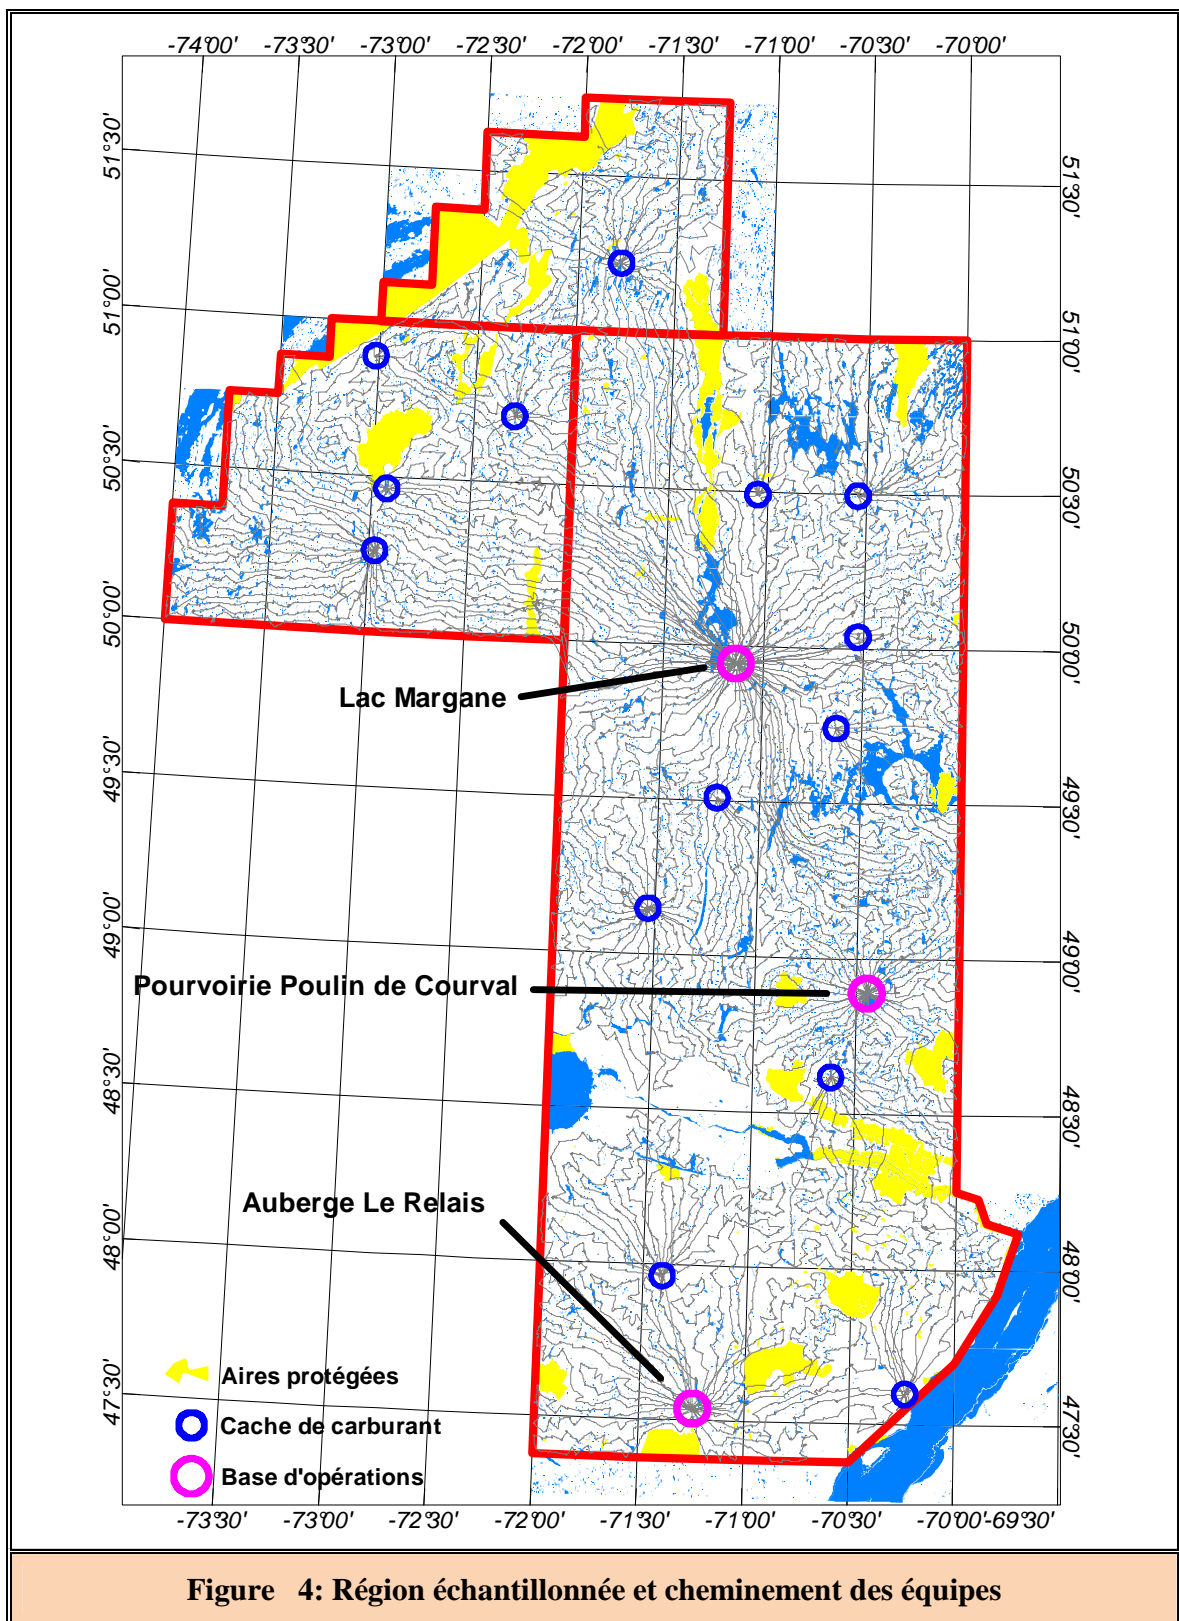 -74°00' -73°30' -73°00' -72°30' -72°00' -71°30' -71°00' -70°30' -70°00'
51°30'
51°30'
51°00'
51°00'
50°30'
50°30'
50°00'
50°00'
Lac Margane
49°30'
49°30'
49°00'
49°00'
Pourvoirie Poulin de Courval
48°30'
48°30'
Auberge Le Relais
48°00'
48°00'
47°30'
47°30'
Aires protégées
Cache de carburant
Base d'opérations
-73°30' -73°00' -72°30' -72°00' -71°30' -71°00' -70°30' -70°00' -69°30'
Figure 4: Région échantillonnée et cheminement des équipes